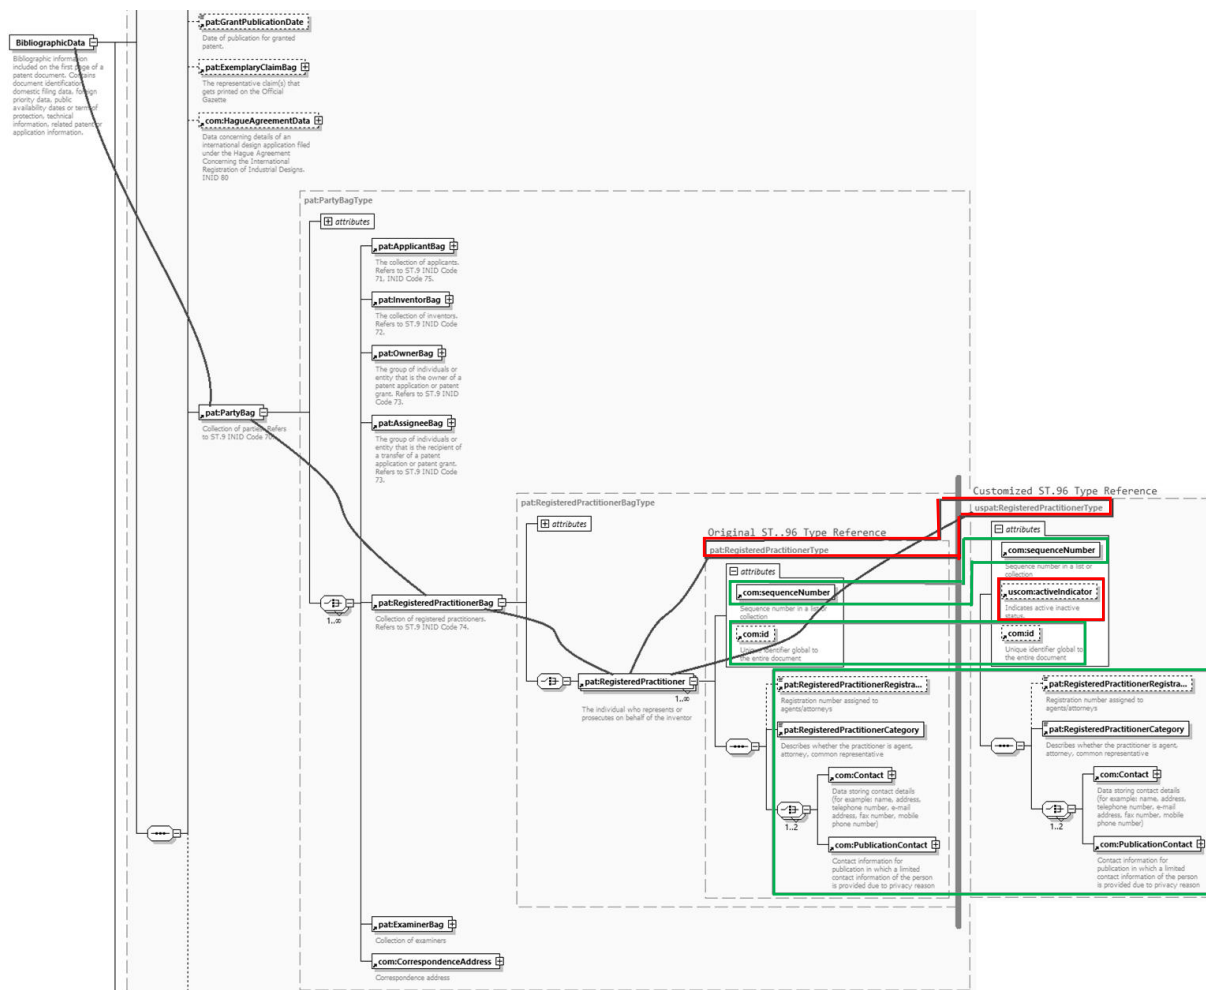 pat:GrantPublicationDate
Date of publication for granted
patent.
BibliographicData
Bibliographic information
included on the first page of a
patent document. Contains
document identification,
domestic filing data, foreign
priority data, public
availability dates or term of
protection, technical
information, related patent or
application information.
pat:ExemplaryClaimBag
The representative claim(s) that
gets printed on the Official
Gazette
com:HagueAgreementData
Data concerning details of an
international design application filed
under the Hague Agreement
Concerning the International
Registration of Industrial Designs.
INID 80
pat:PartyBagType
attributes
pat:ApplicantBag
The collection of applicants.
Refers to ST.9 INID Code
71, INID Code 75.
pat:InventorBag
The collection of inventors.
Refers to ST.9 INID Code
72.
pat:OwnerBag
The group of individuals or
entity that is the owner of a
patent application or patent
grant. Refers to ST.9 INID
Code 73.
pat:PartyBag
Collection of parties. Refers
to ST.9 INID Code 70.
pat:AssigneeBag
The group of individuals or
entity that is the recipient of
a transfer of a patent
application or patent grant.
Refers to ST.9 INID Code
73.
pat:RegisteredPractitionerBagType
attributes
pat:RegisteredPractitionerBag
1..∞
Collection of registered practitioners.
Refers to ST.9 INID Code 74.
pat:RegisteredPractitioner
1..∞
The individual who represents or
prosecutes on behalf of the inventor
Original ST..96 Type Reference
pat:RegisteredPractitionerType
attributes
com:sequenceNumber
Sequence number in a list or
collection
com:id
Unique identifier global to
the entire document
pat:RegisteredPractitionerRegistra...
Registration number assigned to
agents/attorneys
pat:RegisteredPractitionerCategory
Describes whether the practitioner is agent,
attorney, common representative
com:Contact
Data storing contact details
(for example: name, address,
telephone number, e-mail
address, fax number, mobile
phone number)
1..2
com:PublicationContact
Contact information for
publication in which a limited
contact information of the person
is provided due to privacy reason
Customized ST.96 Type Reference
uspat:RegisteredPractitionerType
attributes
com:sequenceNumber
Sequence number in a list or
collection
uscom:activeIndicator
Indicates active inactive
status.
com:id
Unique identifier global to
the entire document
pat:RegisteredPractitionerRegistra...
Registration number assigned to
agents/attorneys
pat:RegisteredPractitionerCategory
Describes whether the practitioner is agent,
attorney, common representative
com:Contact
Data storing contact details
(for example: name, address,
telephone number, e-mail
address, fax number, mobile
phone number)
1..2
com:PublicationContact
Contact information for
publication in which a limited
contact information of the person
is provided due to privacy reason
pat:ExaminerBag
Collection of examiners
com:CorrespondenceAddress
Correspondence address